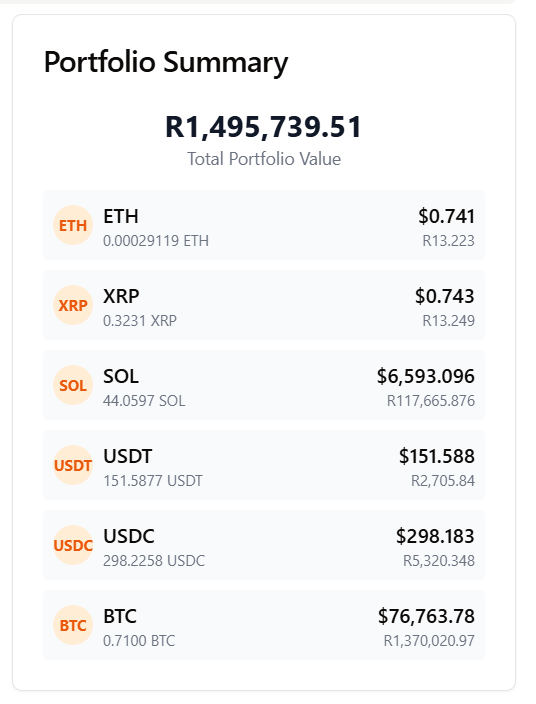 Portfolio Summary
R1,495,739.51
Total Portfolio Value
ETH
ETH
$0.741
0.00029119 ETH
R13.223
XRP
XRP
$0.743
0.3231 XRP
R13.249
SOL
SOL
$6,593.096
44.0597 SOL
R117,665.876
USDT
USDT
$151.588
151.5877 USDT
R2,705.84
USDC
USDC
$298.183
298.2258 USDC
R5,320.348
BTC
BTC
$76,763.78
0.7100 BTC
R1,370,020.97